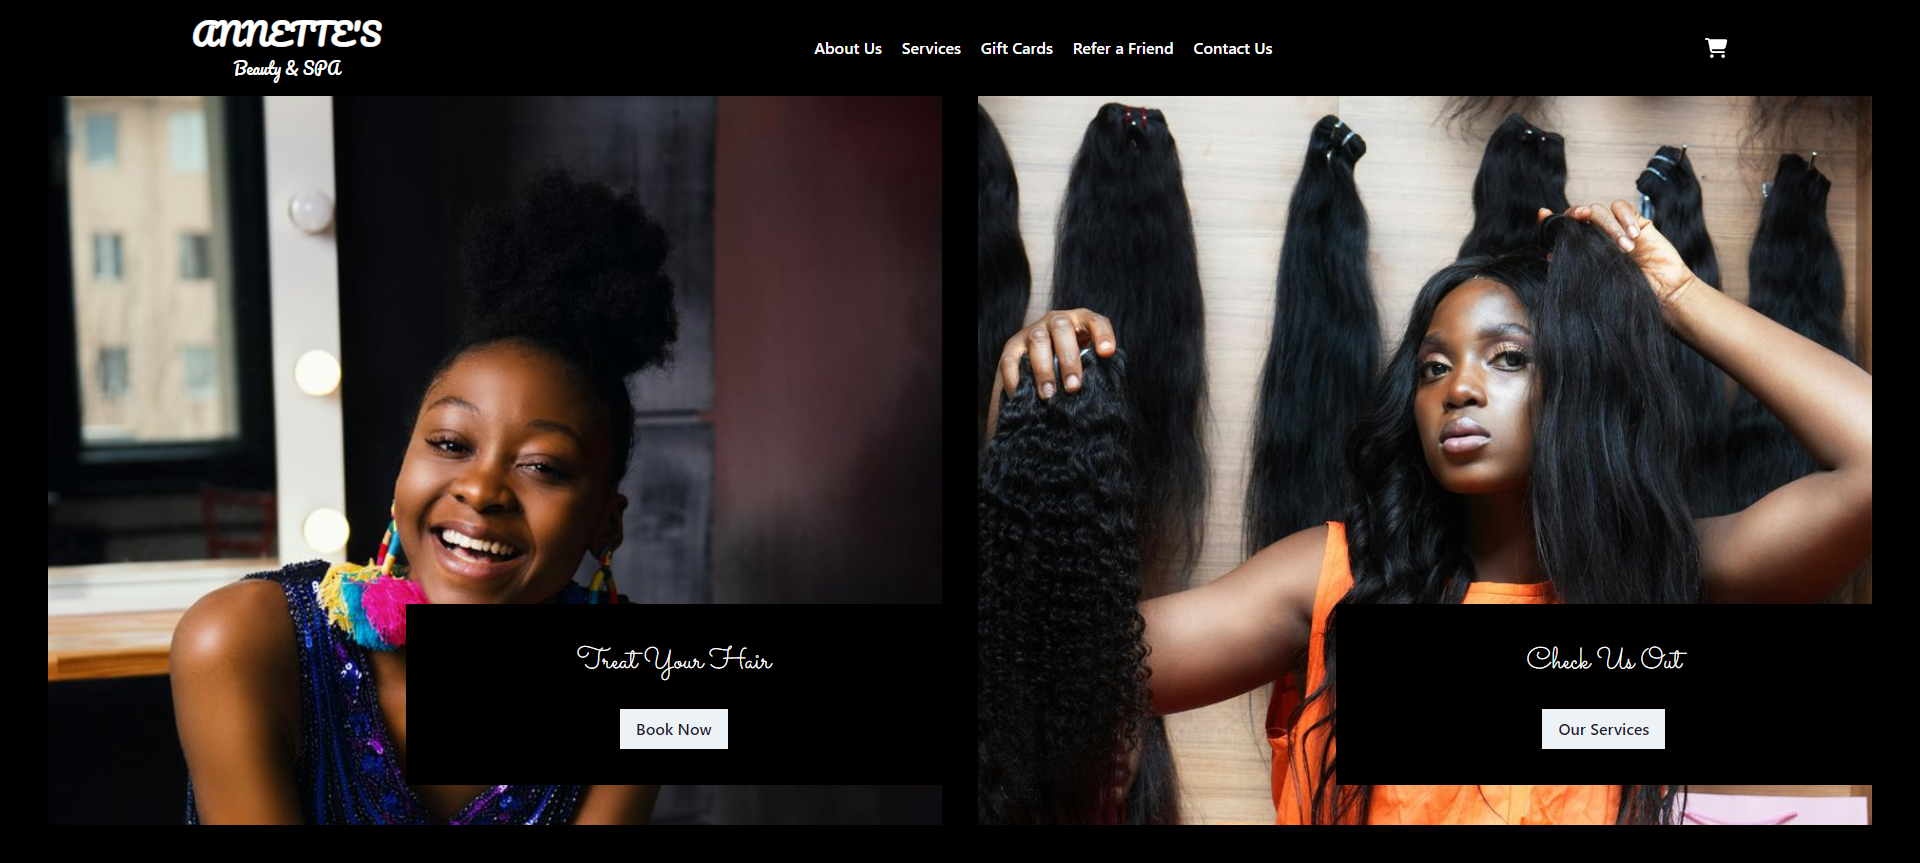 ANNETTE'S
Beauty & SPA
About Us
Services
Gift Cards
Refer a Friend
Contact Us
Treat Your Hair
Book Now
Check Us Out
Our Services